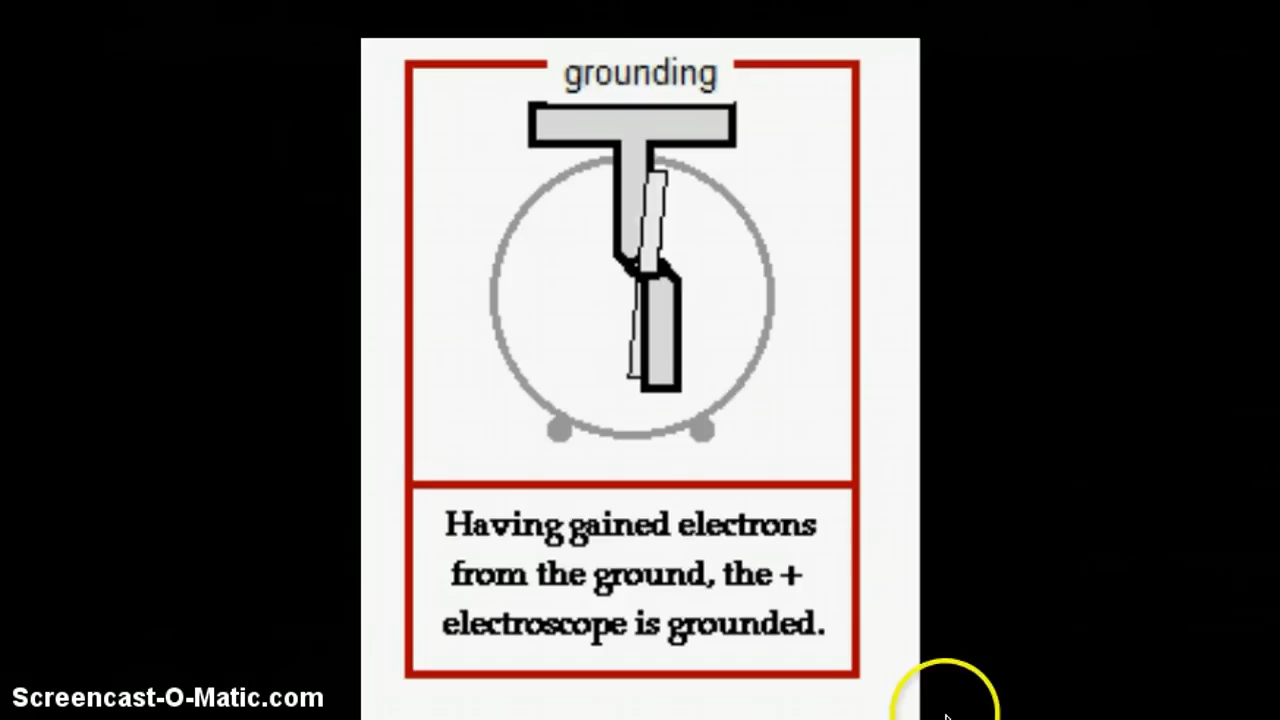 grounding
Having gained electrons
from the ground, the +
electroscope is grounded.
Screencast-O-Matic.com